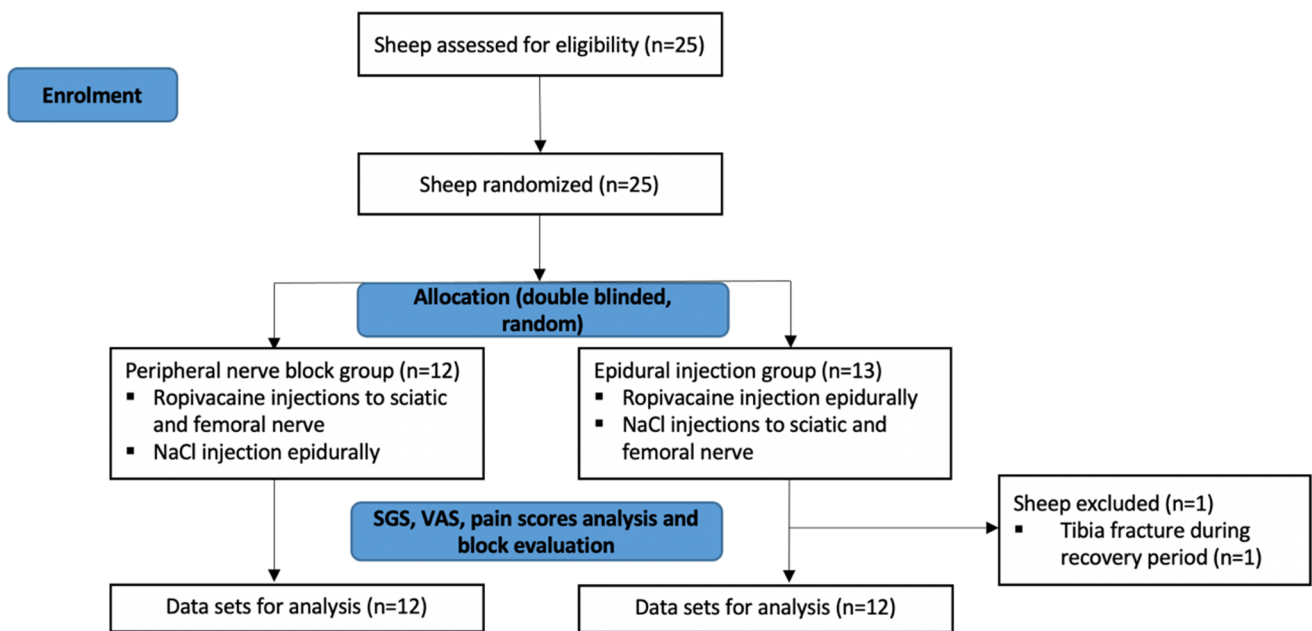 Sheep assessed for eligibility (n=25)
Enrolment
Sheep randomized (n=25)
Allocation (double blinded,
random)
Peripheral nerve block group (n=12)
▪ Ropivacaine injections to sciatic
and femoral nerve
▪ NaCl injection epidurally
Epidural injection group (n=13)
▪ Ropivacaine injection epidurally
▪ NaCl injections to sciatic and
femoral nerve
Sheep excluded (n=1)
▪ Tibia fracture during
recovery period (n=1)
SGS, VAS, pain scores analysis and
block evaluation
Data sets for analysis (n=12)
Data sets for analysis (n=12)